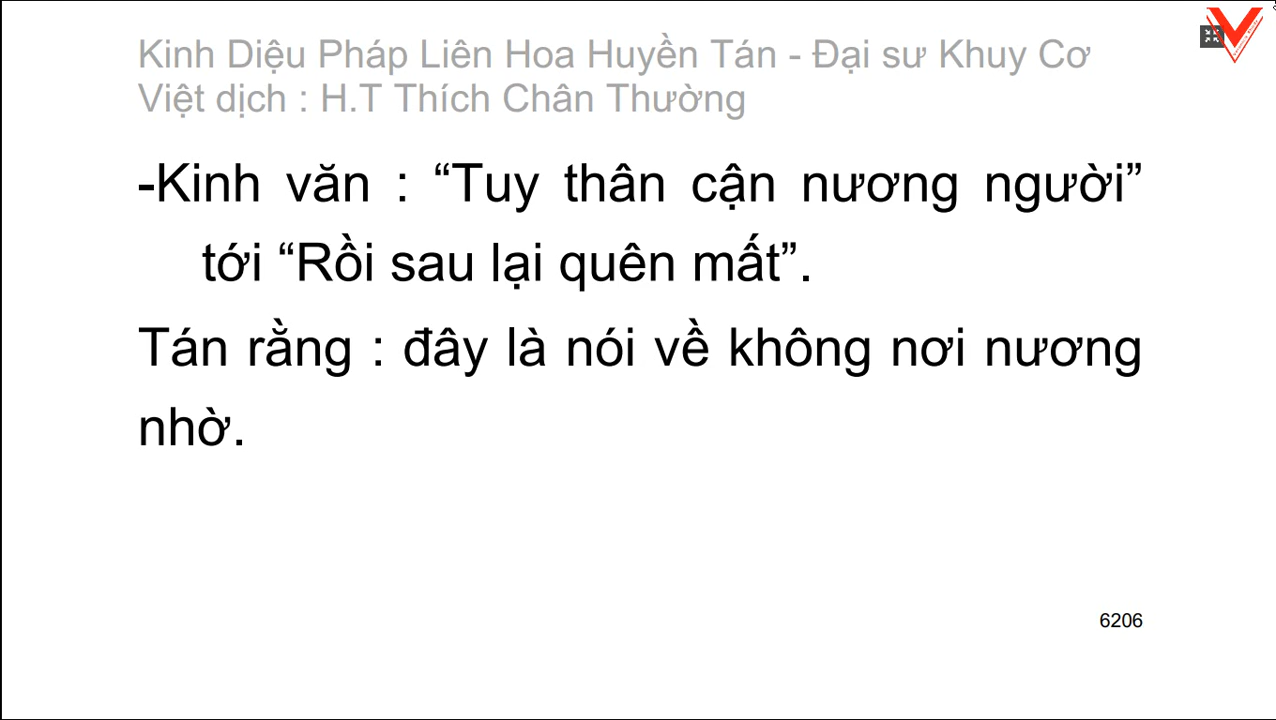 Kinh Diệu Pháp Liên Hoa Huyền Tán - Đại sư Khuy Cơ
Việt dịch : H.T Thích Chân Thường
-Kinh văn : “Tuy thân cận nương người”
tới “Rồi sau lại quên mất”.
Tán rằng : đây là nói về không nơi nương
nhờ.
6206